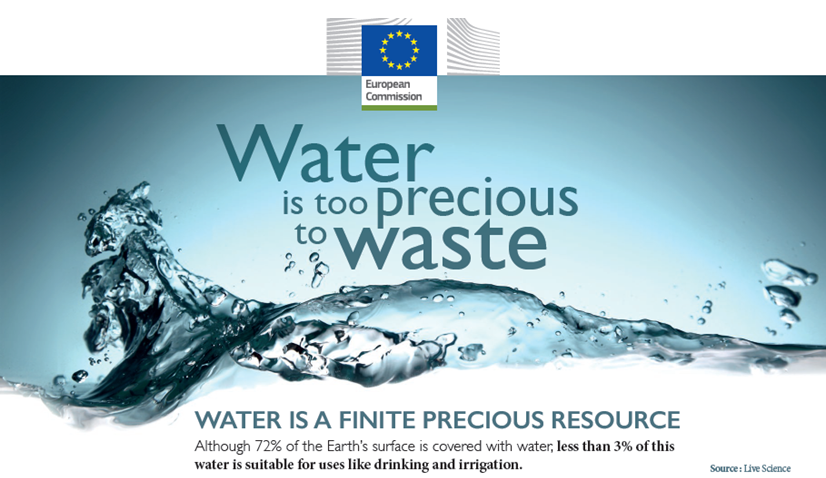 European
Commission
Water
is too precious
to waste
WATER IS A FINITE PRECIOUS RESOURCE
Although 72% of the Earth's surface is covered with water, less than 3% of this
water is suitable for uses like drinking and irrigation.
Source : Live Science